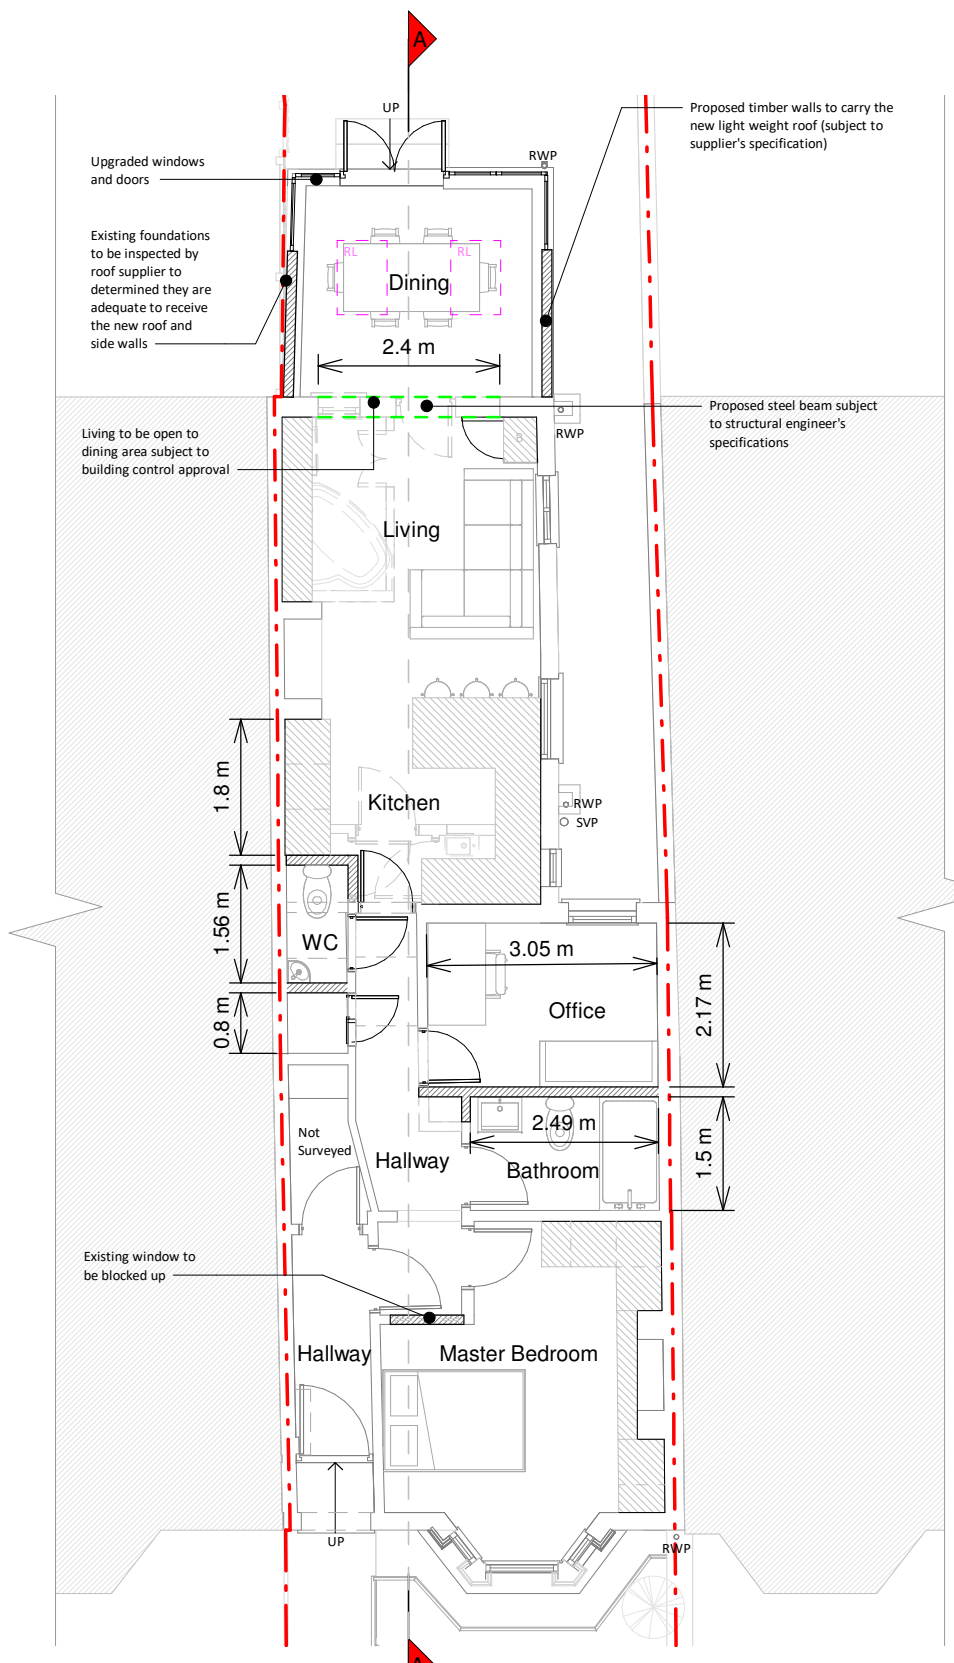 A
UP
Proposed timber walls to carry the
new light weight roof (subject to
supplier's specification)
RWP
Upgraded windows
and doors
Existing foundations
to be inspected by
roof supplier to
determined they are
adequate to receive
the new roof and
side walls
RL
RL
Dining
2.4 m
Proposed steel beam subject
to structural engineer's
specifications
RWP
Living to be open to
dining area subject to
building control approval
B
Living
1.8 m
Kitchen
RWP
SVP
1.56 m
WC
3.05 m
0.8 m
Office
2.17 m
Not
Surveyed
2.49 m
Hallway
Bathroom
1.5 m
Existing window to
be blocked up
Hallway
Master Bedroom
UP
RWP
A